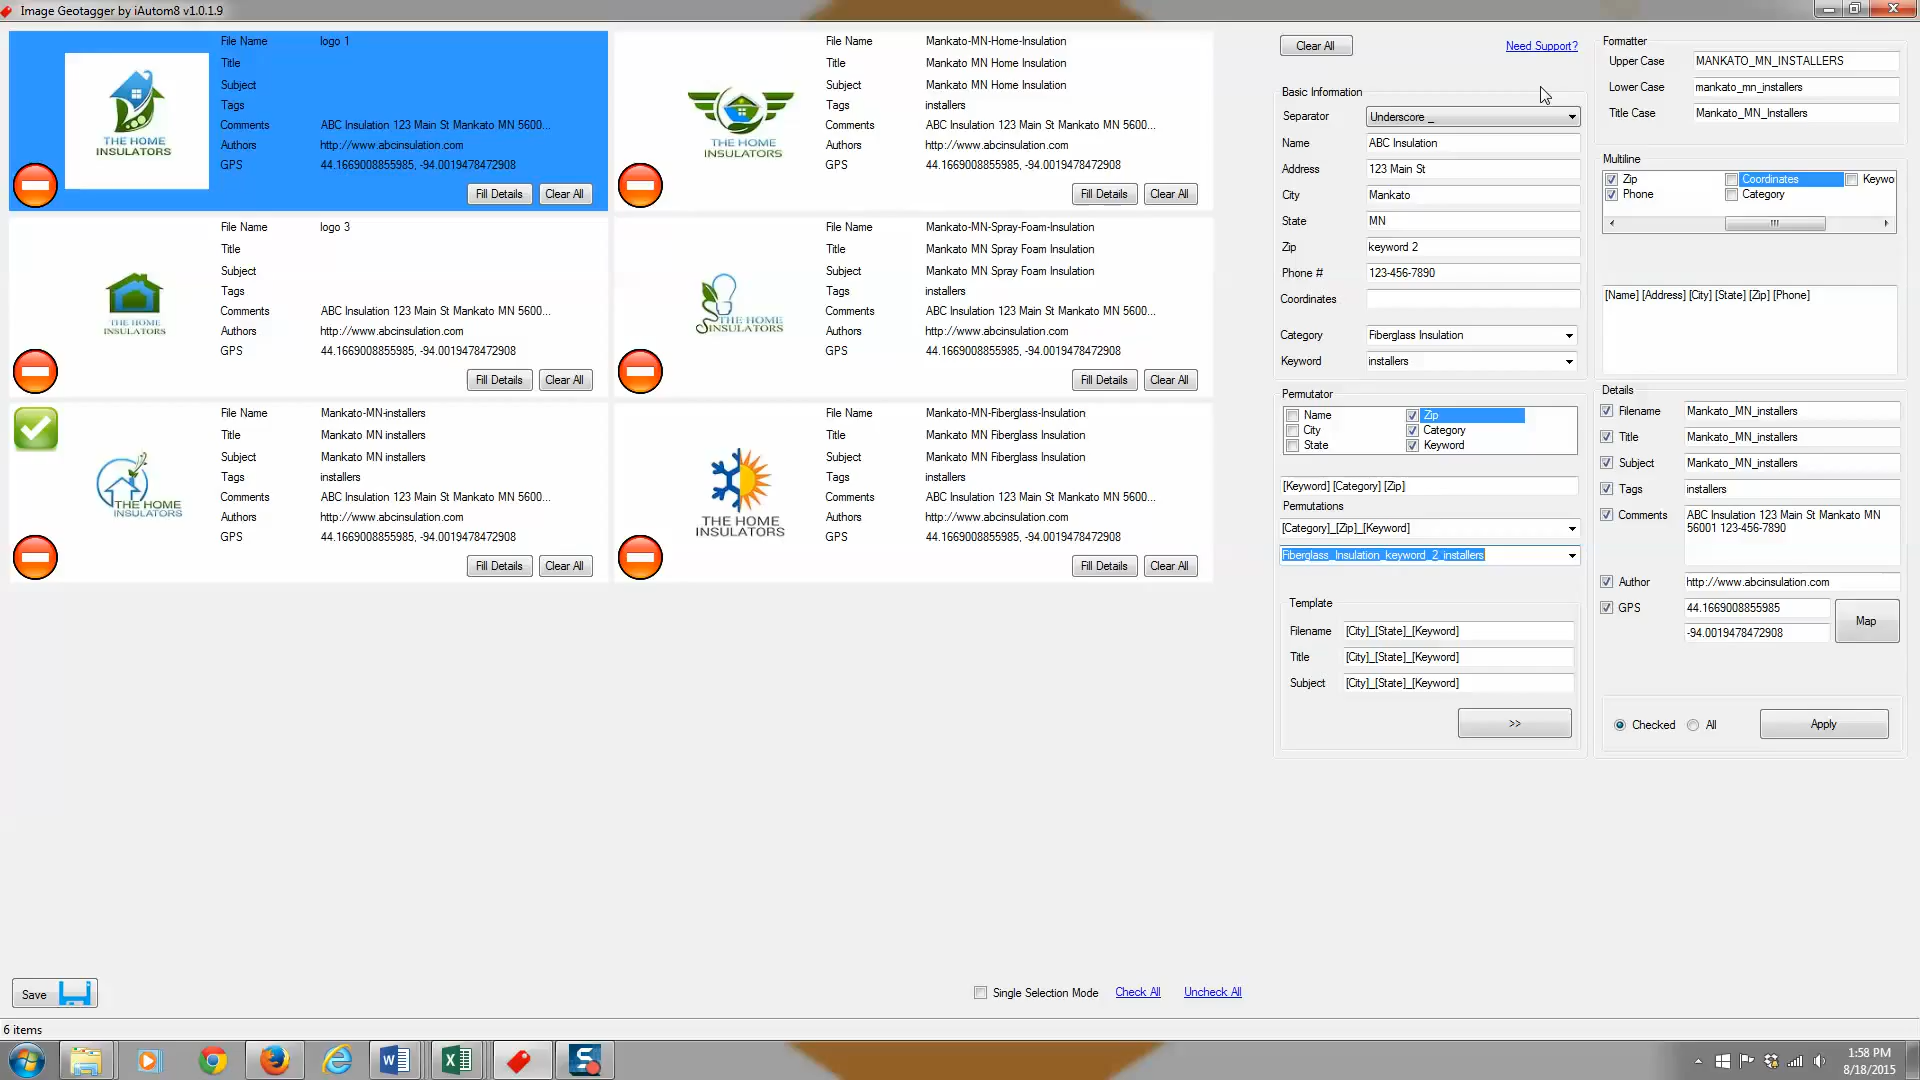 Image Geotagger by iAutom8 v1.0.1.9
File Name logo 1
Title
Subject
Tags
Comments ABC Insulation 123 Main St Mankato MN 5600...
Authors http://www.abcinsulation.com
GPS 44.1669008855985, -94.0019478472908
Fill Details Clear All
THE HOME
INSULATORS
File Name Mankato-MN-Home-Insulation
Title Mankato MN Home Insulation
Subject Mankato MN Home Insulation
Tags installers
Comments ABC Insulation 123 Main St Mankato MN 5600...
Authors http://www.abcinsulation.com
GPS 44.1669008855985, -94.0019478472908
Fill Details Clear All
THE HOME
INSULATORS
File Name logo 3
Title
Subject
Tags
Comments ABC Insulation 123 Main St Mankato MN 5600...
Authors http://www.abcinsulation.com
GPS 44.1669008855985, -94.0019478472908
Fill Details Clear All
THE HOME
INSULATORS
File Name Mankato-MN-Spray-Foam-Insulation
Title Mankato MN Spray Foam Insulation
Subject Mankato MN Spray Foam Insulation
Tags installers
Comments ABC Insulation 123 Main St Mankato MN 5600...
Authors http://www.abcinsulation.com
GPS 44.1669008855985, -94.0019478472908
Fill Details Clear All
THE HOME
INSULATORS
File Name Mankato-MN-installers
Title Mankato MN installers
Subject Mankato MN installers
Tags installers
Comments ABC Insulation 123 Main St Mankato MN 5600...
Authors http://www.abcinsulation.com
GPS 44.1669008855985, -94.0019478472908
Fill Details Clear All
THE HOME
INSULATORS
File Name Mankato-MN-Fiberglass-Insulation
Title Mankato MN Fiberglass Insulation
Subject Mankato MN Fiberglass Insulation
Tags installers
Comments ABC Insulation 123 Main St Mankato MN 5600...
Authors http://www.abcinsulation.com
GPS 44.1669008855985, -94.0019478472908
Fill Details Clear All
THE HOME
INSULATORS
Clear All Need Support?
Basic Information
Separator Underscore _
Name ABC Insulation
Address 123 Main St
City Mankato
State MN
Zip keyword 2
Phone # 123-456-7890
Coordinates
Category Fiberglass Insulation
Keyword installers
Permutator
Name Zip
City Category
State Keyword
[Keyword] [Category] [Zip]
Permutations
[Category]_[Zip]_[Keyword]
Fiberglass_Insulation_keyword_2_installers
Template
Filename [City]_[State]_[Keyword]
Title [City]_[State]_[Keyword]
Subject [City]_[State]_[Keyword]
>>
Formatter
Upper Case MANKATO_MN_INSTALLERS
Lower Case mankato_mn_installers
Title Case Mankato_MN_Installers
Multiline
Zip Coordinates Keywo
Phone Category
[Name] [Address] [City] [State] [Zip] [Phone]
Details
Filename Mankato_MN_installers
Title Mankato_MN_installers
Subject Mankato_MN_installers
Tags installers
Comments ABC Insulation 123 Main St Mankato MN
56001 123-456-7890
Author http://www.abcinsulation.com
GPS 44.1669008855985
-94.0019478472908
Map
Checked All Apply
Save
Single Selection Mode Check All Uncheck All
6 items
1:58 PM
8/18/2015